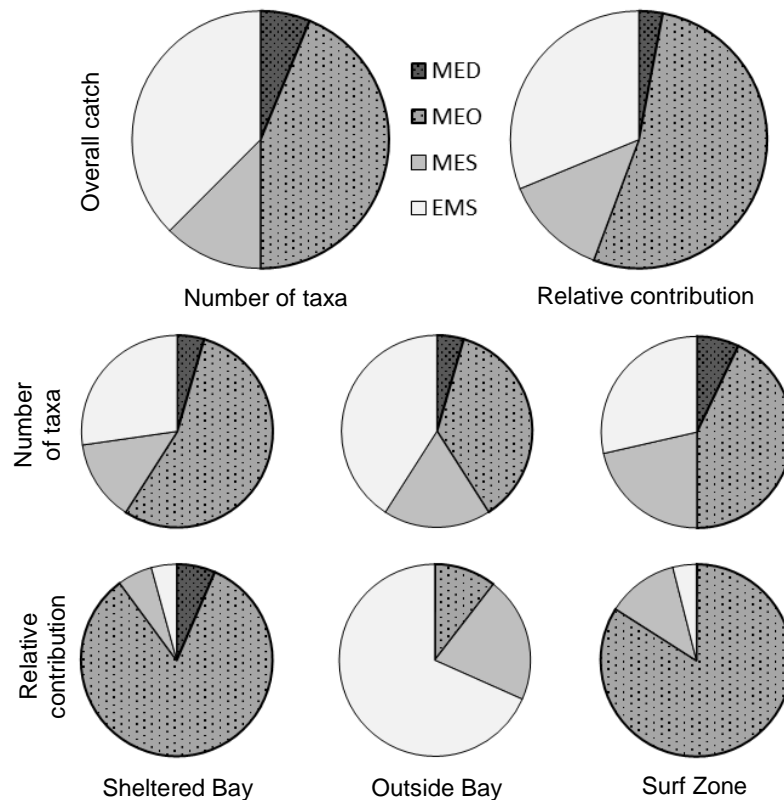 Overall catch
MED
MEO
MES
EMS
Number of taxa
Relative contribution
Number
of taxa
Relative
contribution
Sheltered Bay
Outside Bay
Surf Zone